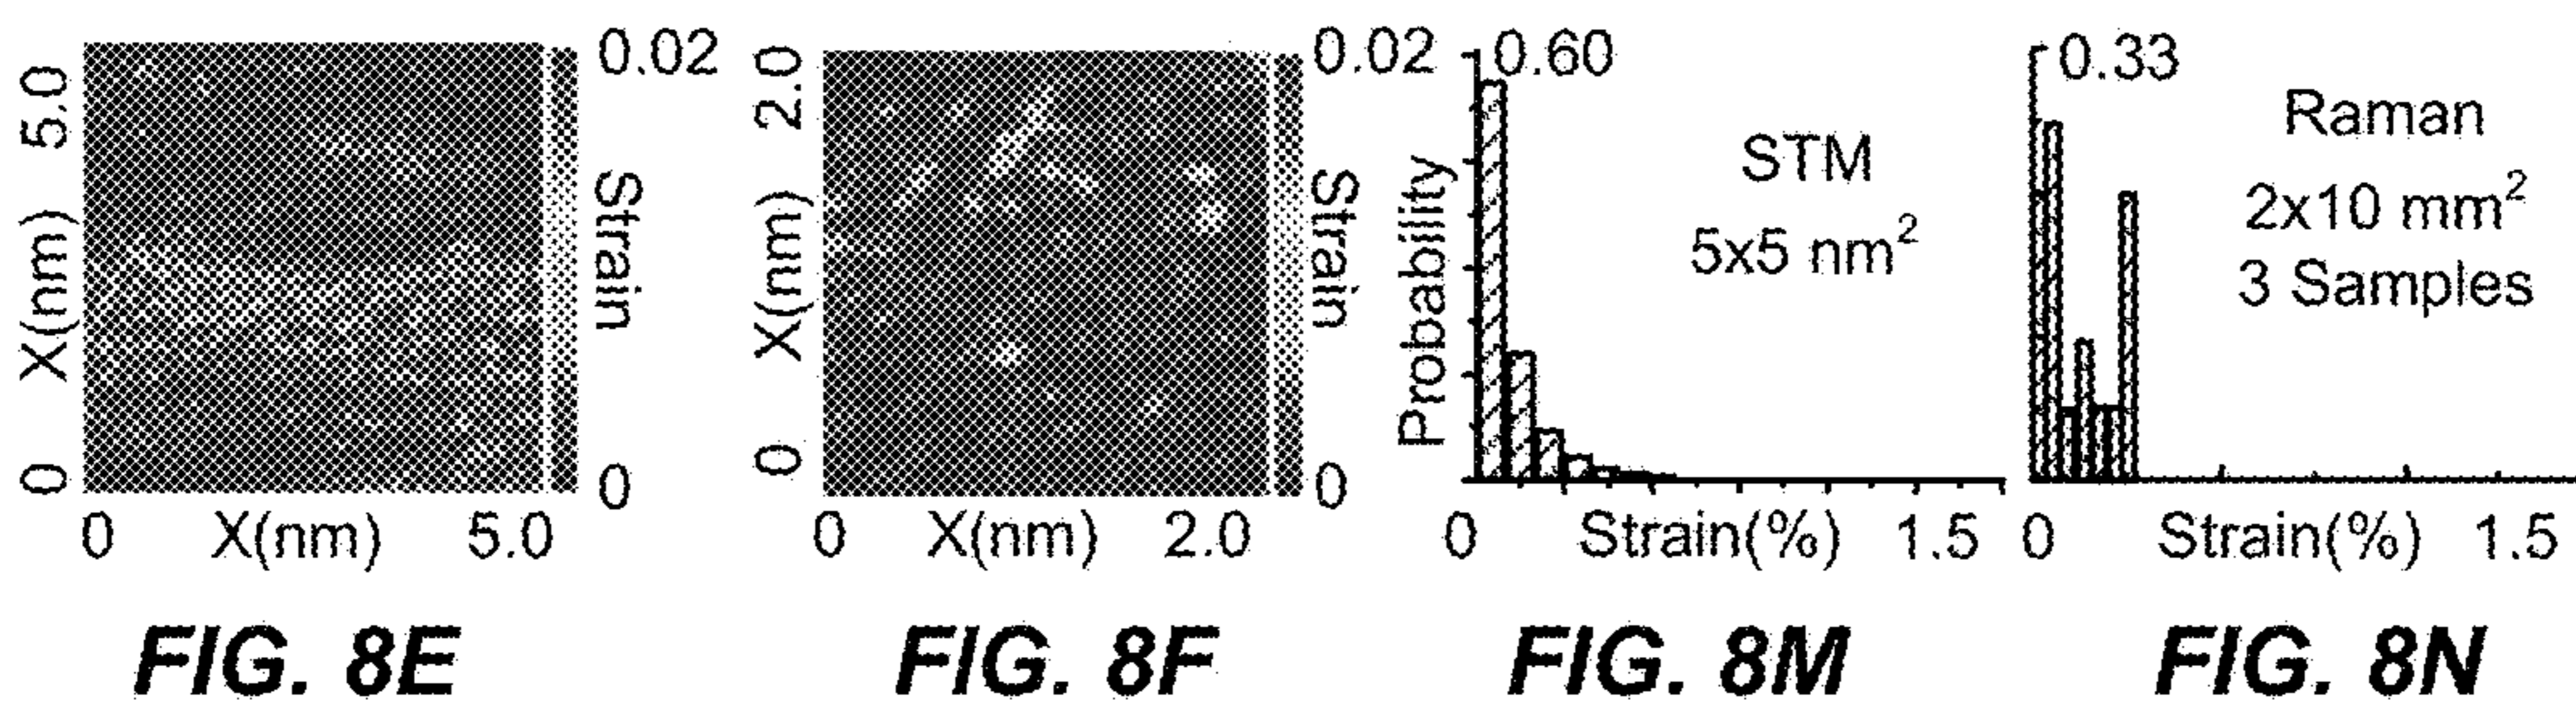 5.0
X(nm)
0
0.02
Strain
0
0 X(nm) 5.0
FIG. 8E
2.0
X(nm)
0
0.02
Strain
0
0 X(nm) 2.0
FIG. 8F
0.60
Probability
STM
5x5 nm²
0 Strain(%) 1.5
FIG. 8M
0.33
Raman
2x10 mm²
3 Samples
0 Strain(%) 1.5
FIG. 8N